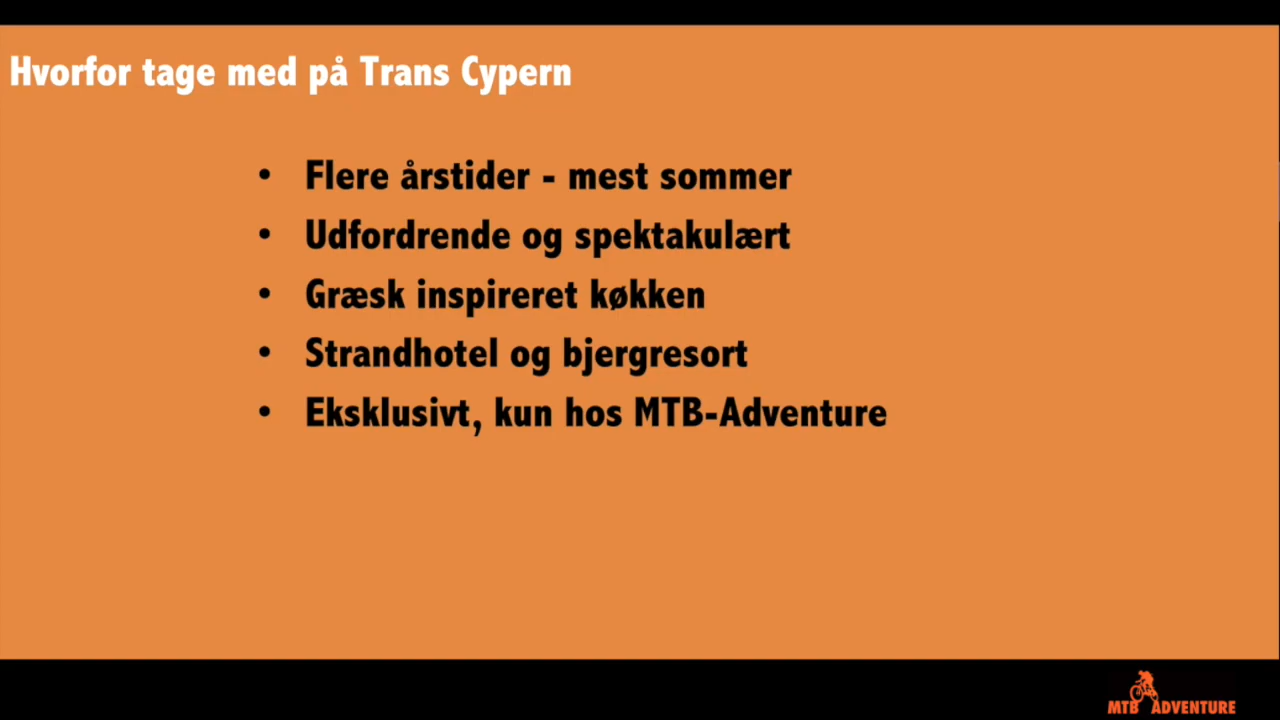 Hvorfor tage med på Trans Cypern
• Flere årstider - mest sommer
• Udfordrende og spektakulært
• Græsk inspireret køkken
• Strandhotel og bjergresort
• Eksklusivt, kun hos MTB-Adventure
MTB ADVENTURE